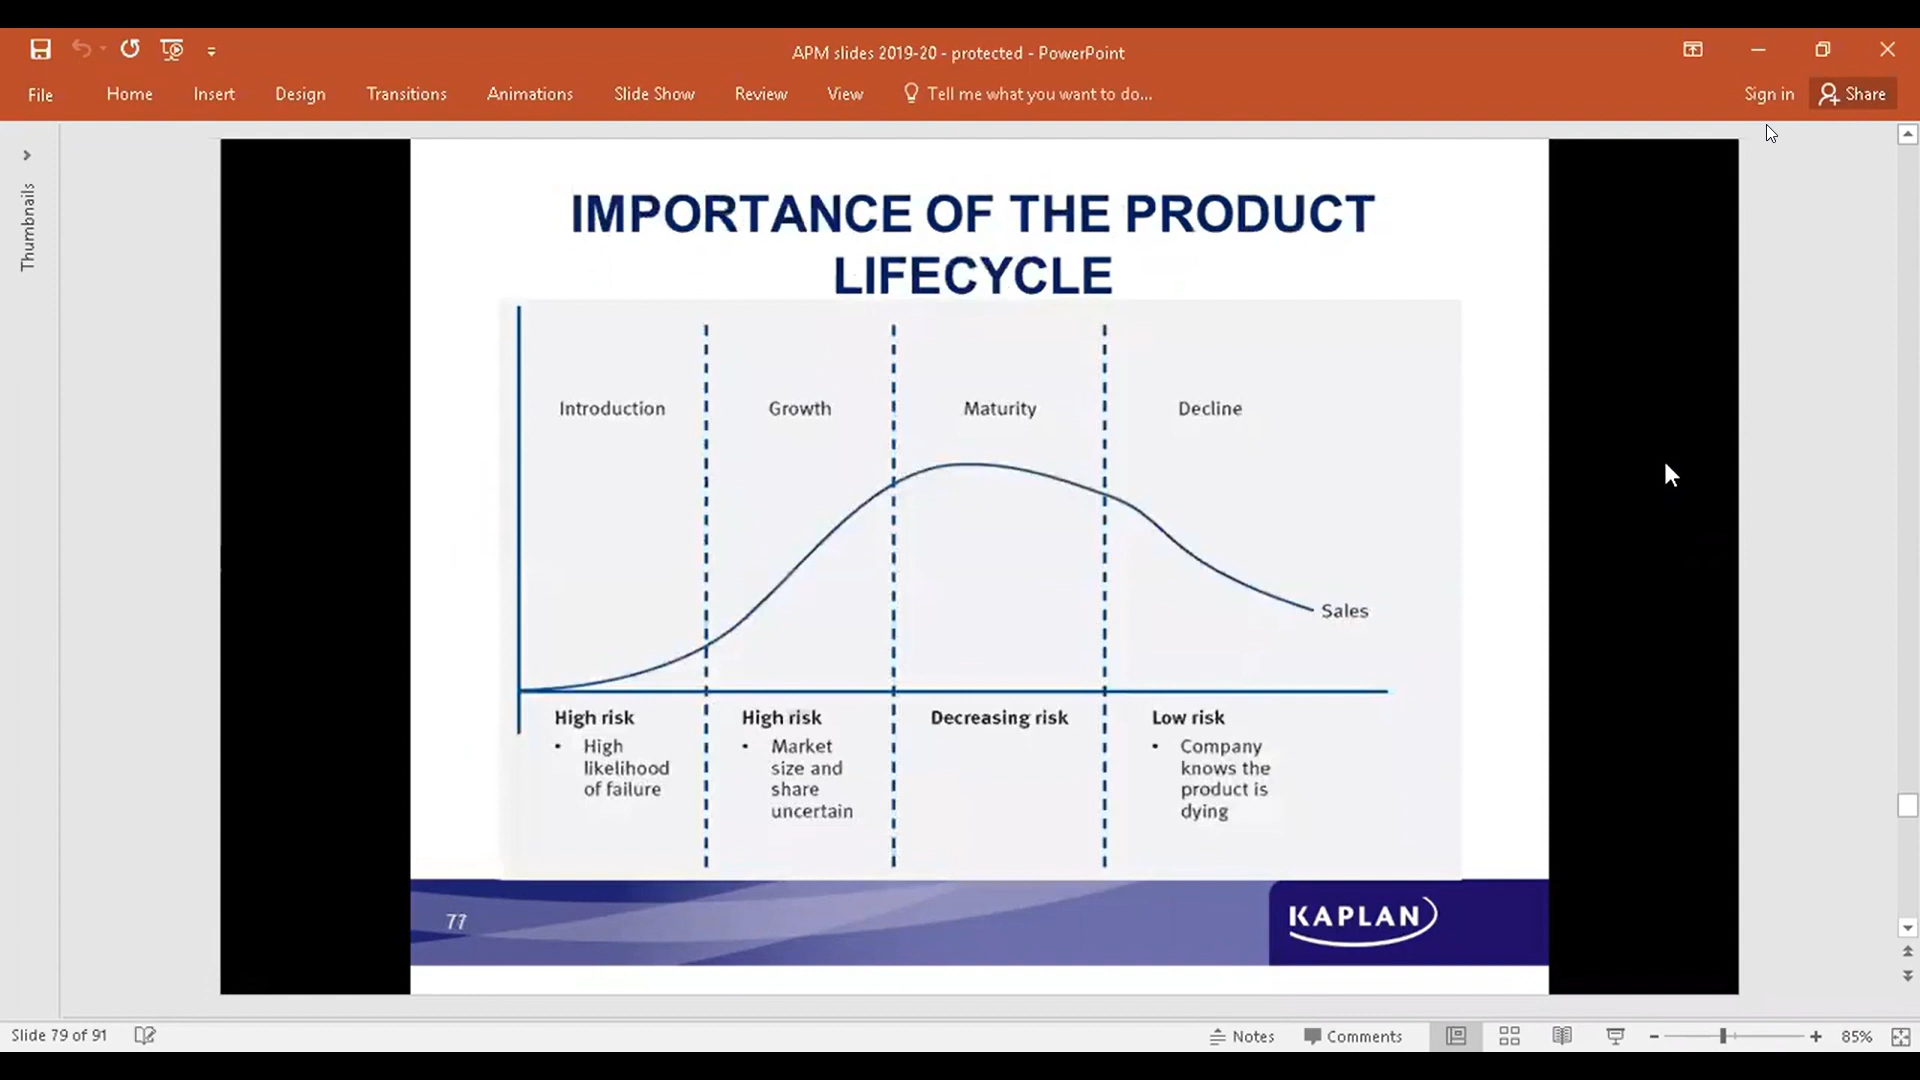 APM slides 2019-20 - protected - PowerPoint
File Home Insert Design Transitions Animations Slide Show Review View Tell me what you want to do... Sign in Share
Thumbnails
IMPORTANCE OF THE PRODUCT
LIFECYCLE
Introduction Growth Maturity Decline
Sales
High risk
• High
likelihood
of failure
High risk
• Market
size and
share
uncertain
Decreasing risk
Low risk
• Company
knows the
product is
dying
77
KAPLAN
Slide 79 of 91 Notes Comments 85%